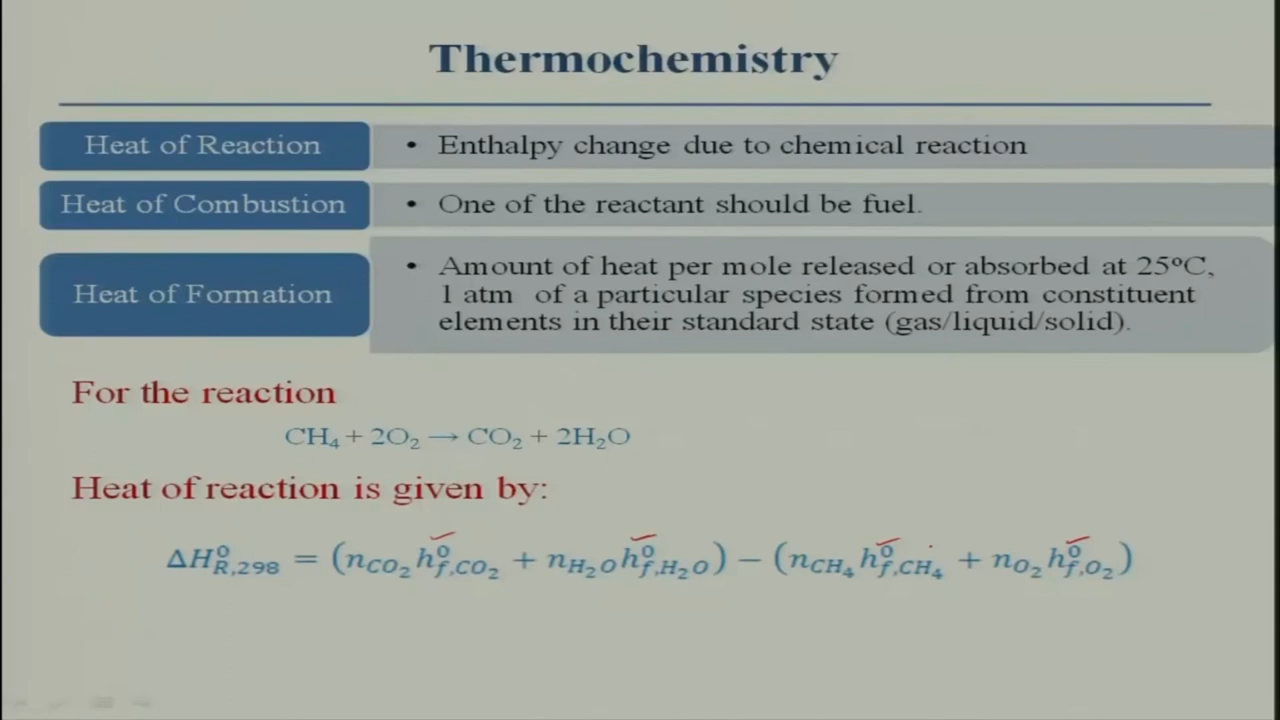 Thermochemistry
Heat of Reaction
• Enthalpy change due to chemical reaction
Heat of Combustion
• One of the reactant should be fuel.
Heat of Formation
• Amount of heat per mole released or absorbed at 25°C,
1 atm of a particular species formed from constituent
elements in their standard state (gas/liquid/solid).
For the reaction
CH₄ + 2O₂ → CO₂ + 2H₂O
Heat of reaction is given by:
ΔH⁰_R,298 = (n_CO₂ h⁰_f,CO₂ + n_H₂O h⁰_f,H₂O) − (n_CH₄ h⁰_f,CH₄ + n_O₂ h⁰_f,O₂)